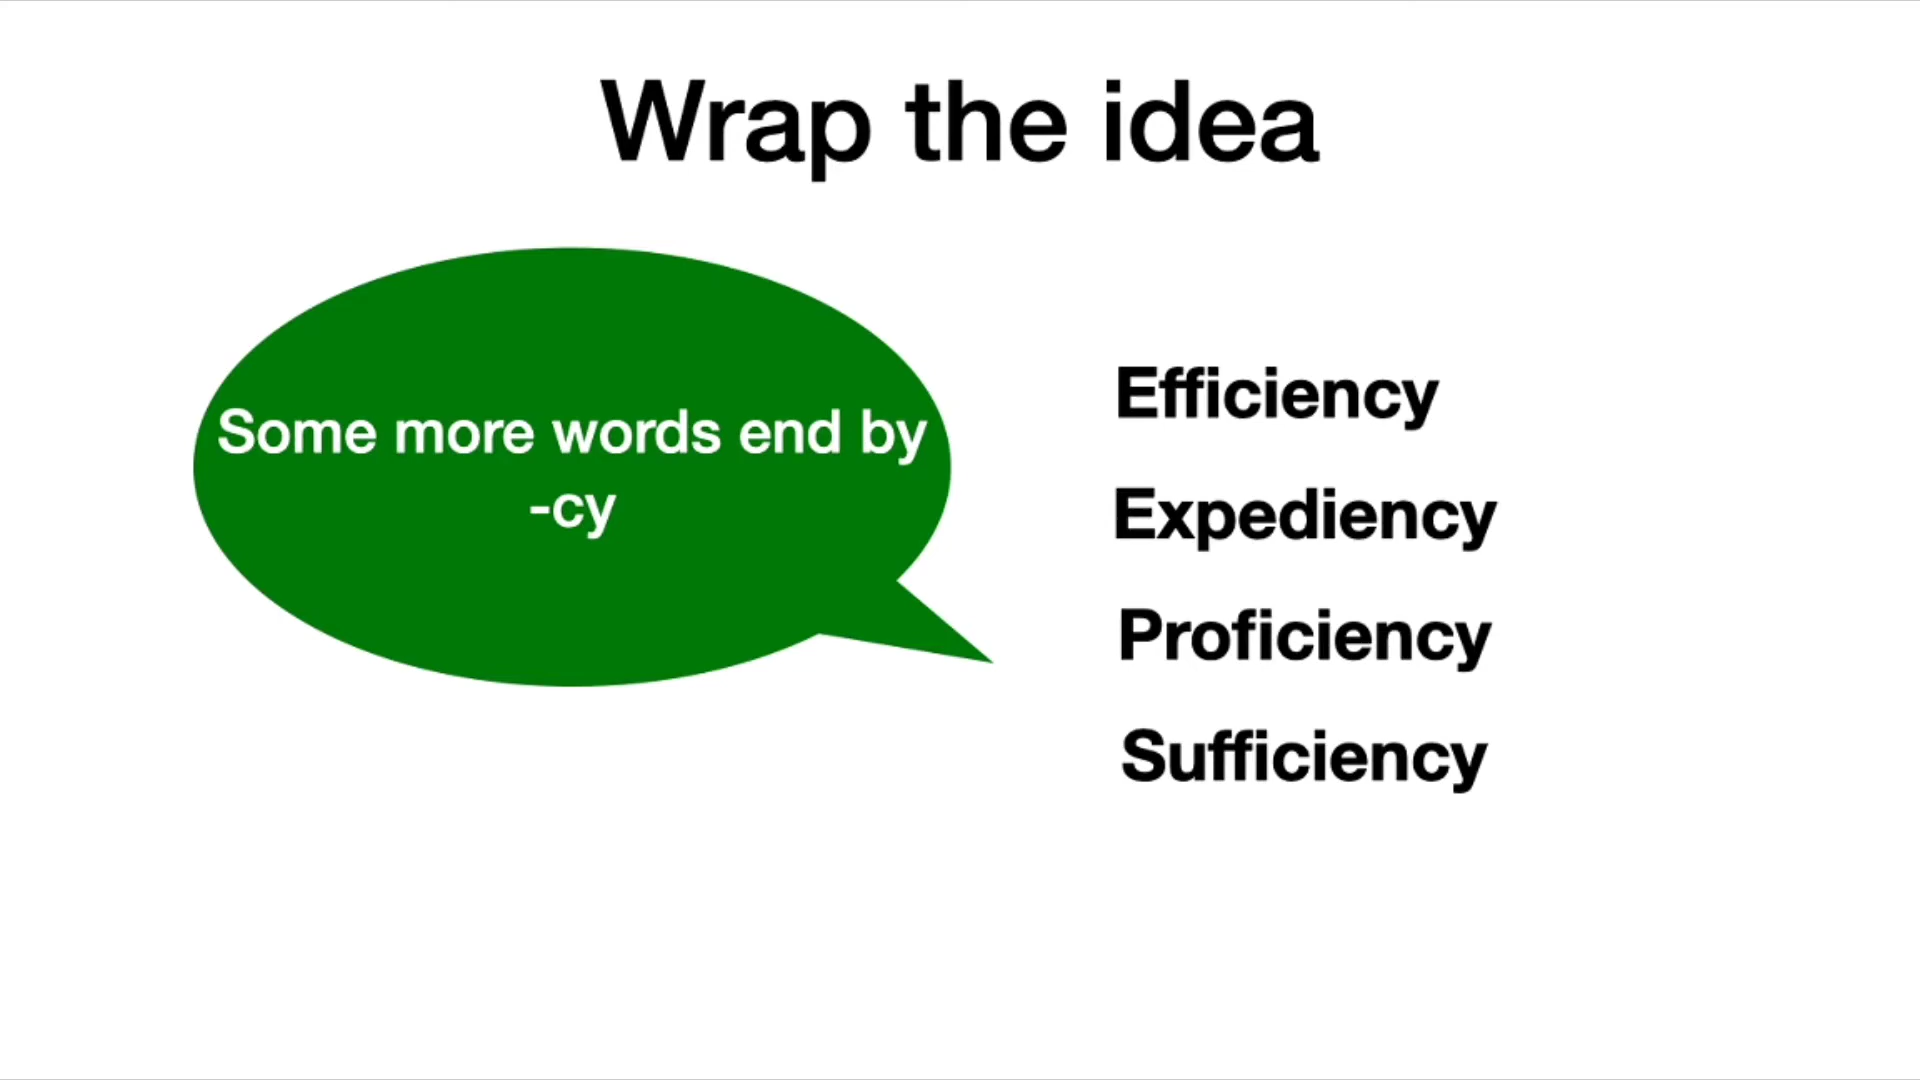 Wrap the idea
Some more words end by
-cy
Efficiency
Expediency
Proficiency
Sufficiency